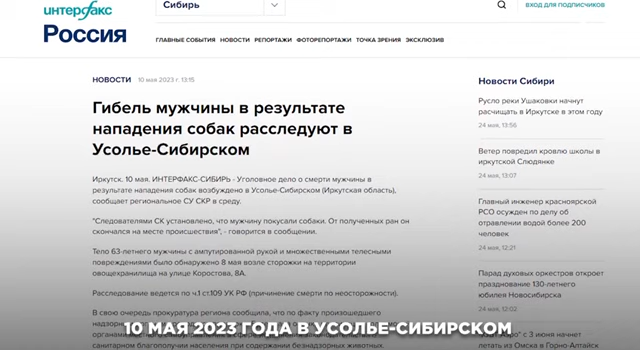 интерфакс
Россия
Сибирь
ВХОД ДЛЯ ПОДПИСЧИКОВ
ГЛАВНЫЕ СОБЫТИЯ НОВОСТИ РЕПОРТАЖИ ФОТОРЕПОРТАЖИ ТОЧКА ЗРЕНИЯ ЭКСКЛЮЗИВ
НОВОСТИ 10 мая 2023 г. 13:15
Гибель мужчины в результате
нападения собак расследуют в
Усолье-Сибирском
Иркутск. 10 мая. ИНТЕРФАКС-СИБИРЬ - Уголовное дело о смерти мужчины в
результате нападения собак возбуждено в Усолье-Сибирском (Иркутская область),
сообщает региональное СУ СКР в среду.
"Следователями СК установлено, что мужчину покусали собаки. От полученных ран он
скончался на месте происшествия", - говорится в сообщении.
Тело 63-летнего мужчины с ампутированной рукой и множественными телесными
повреждениями было обнаружено 8 мая возле сторожки на территории
овощехранилища на улице Коростова, 8А.
Расследование ведется по ч.1 ст.109 УК РФ (причинение смерти по неосторожности).
В свою очередь прокуратура региона сообщила, что по факту произошедшего
надзорн
органам
санитарном благополучии населения при содержании безнадзорных животных.
Новости Сибири
Русло реки Ушаковки начнут
расчищать в Иркутске в этом году
24 мая, 13:56
Ветер повредил кровлю школы в
иркутской Слюдянке
24 мая, 13:07
Главный инженер красноярской
РСО осужден по делу об
отравлении водой более 200
человек
24 мая, 12:21
Парад духовых оркестров откроет
празднование 130-летнего
юбилея Новосибирска
24 мая, 12:02
с 3 июня начнет
летать из Омска в Горно-Алтайск
10 МАЯ 2023 ГОДА В УСОЛЬЕ-СИБИРСКОМ